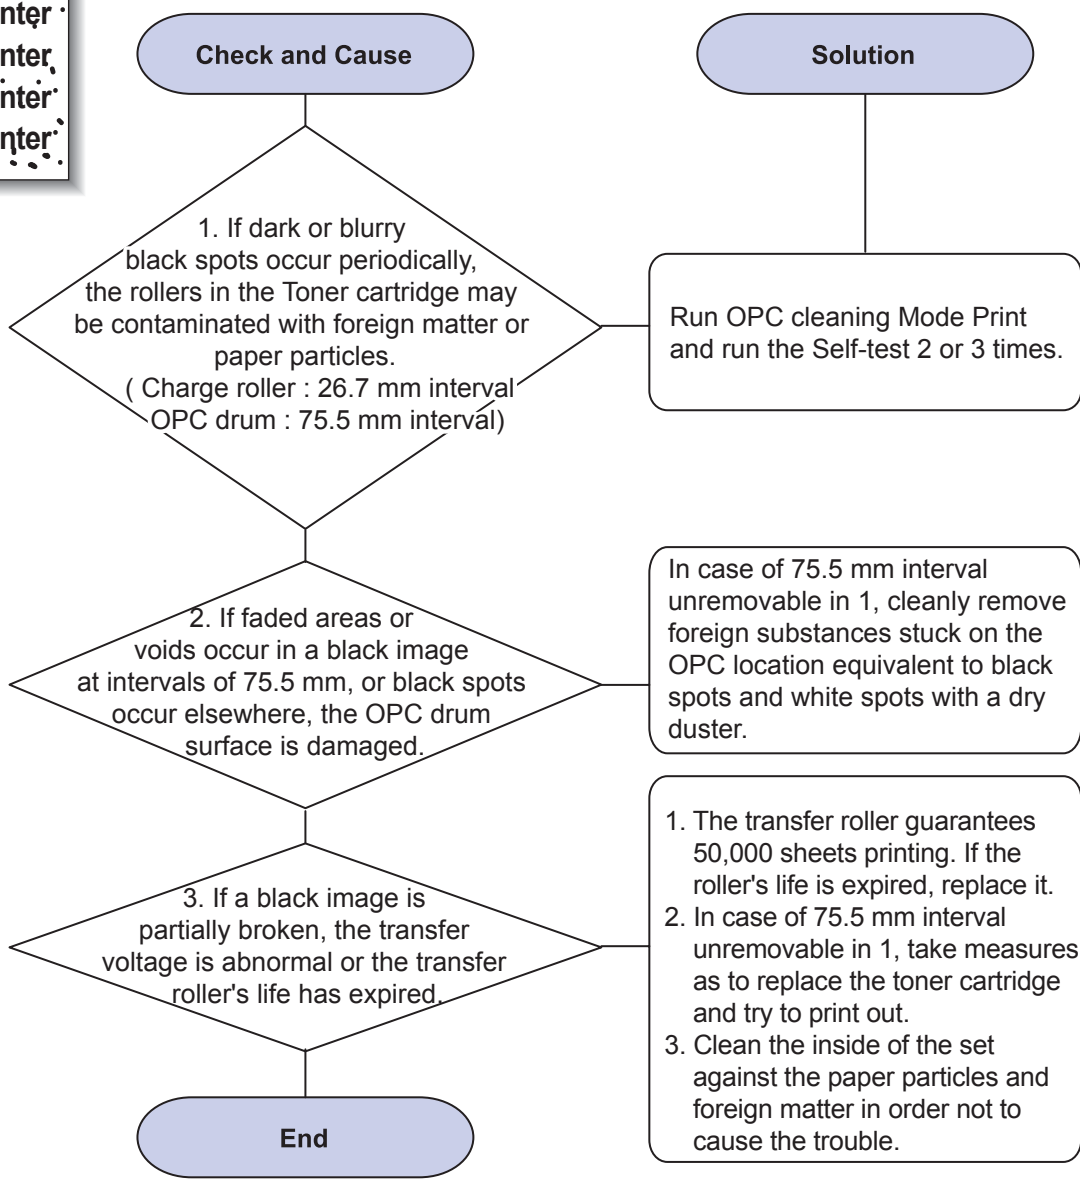 nter
nter
nter
nter
Check and Cause
Solution
1. If dark or blurry
black spots occur periodically,
the rollers in the Toner cartridge may
be contaminated with foreign matter or
paper particles.
( Charge roller : 26.7 mm interval
OPC drum : 75.5 mm interval)
Run OPC cleaning Mode Print
and run the Self-test 2 or 3 times.
2. If faded areas or
voids occur in a black image
at intervals of 75.5 mm, or black spots
occur elsewhere, the OPC drum
surface is damaged.
In case of 75.5 mm interval
unremovable in 1, cleanly remove
foreign substances stuck on the
OPC location equivalent to black
spots and white spots with a dry
duster.
3. If a black image is
partially broken, the transfer
voltage is abnormal or the transfer
roller's life has expired.
1. The transfer roller guarantees
50,000 sheets printing. If the
roller's life is expired, replace it.
2. In case of 75.5 mm interval
unremovable in 1, take measures
as to replace the toner cartridge
and try to print out.
3. Clean the inside of the set
against the paper particles and
foreign matter in order not to
cause the trouble.
End